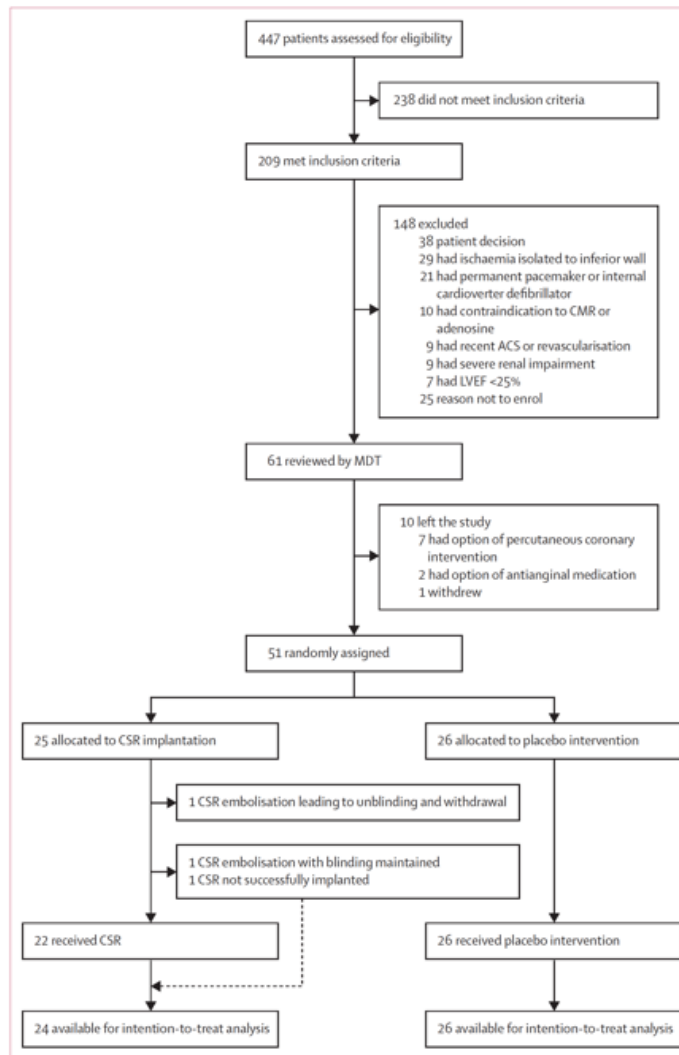 447 patients assessed for eligibility
238 did not meet inclusion criteria
209 met inclusion criteria
148 excluded
38 patient decision
29 had ischaemia isolated to inferior wall
21 had permanent pacemaker or internal
cardioverter defibrillator
10 had contraindication to CMR or
adenosine
9 had recent ACS or revascularisation
9 had severe renal impairment
7 had LVEF <25%
25 reason not to enrol
61 reviewed by MDT
10 left the study
7 had option of percutaneous coronary
intervention
2 had option of antianginal medication
1 withdrew
51 randomly assigned
25 allocated to CSR implantation
26 allocated to placebo intervention
1 CSR embolisation leading to unblinding and withdrawal
1 CSR embolisation with blinding maintained
1 CSR not successfully implanted
22 received CSR
26 received placebo intervention
24 available for intention-to-treat analysis
26 available for intention-to-treat analysis